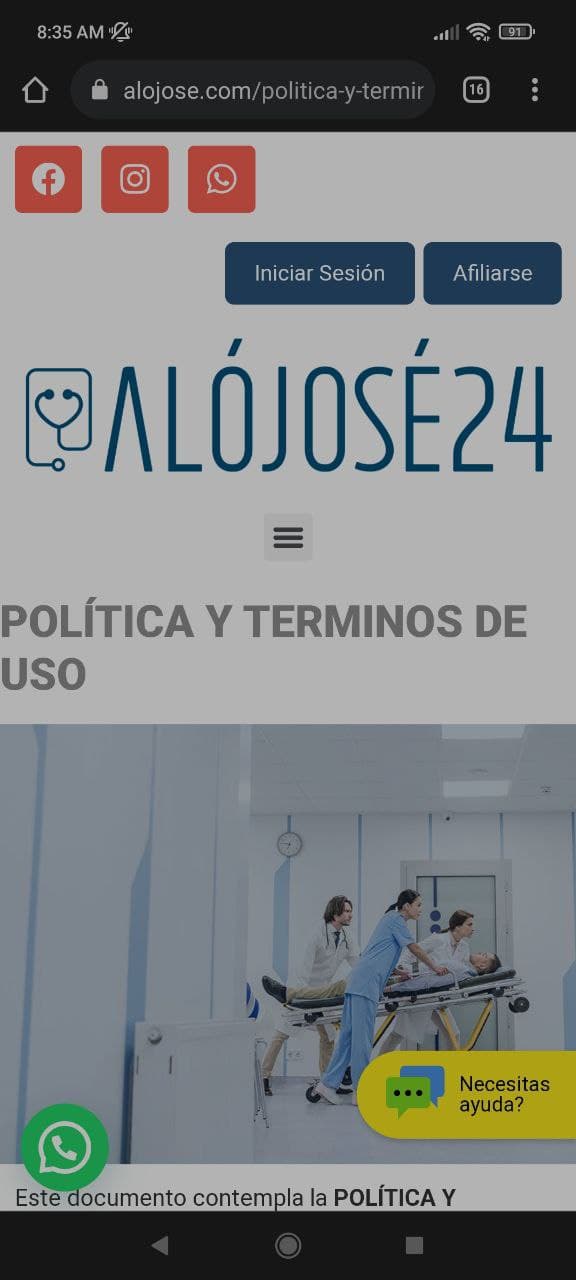 8:35 AM
91
alojose.com/politica-y-termir
16
Iniciar Sesión
Afiliarse
ALÓJOSÉ24
POLÍTICA Y TERMINOS DE
USO
Necesitas
ayuda?
Este documento contempla la POLÍTICA Y